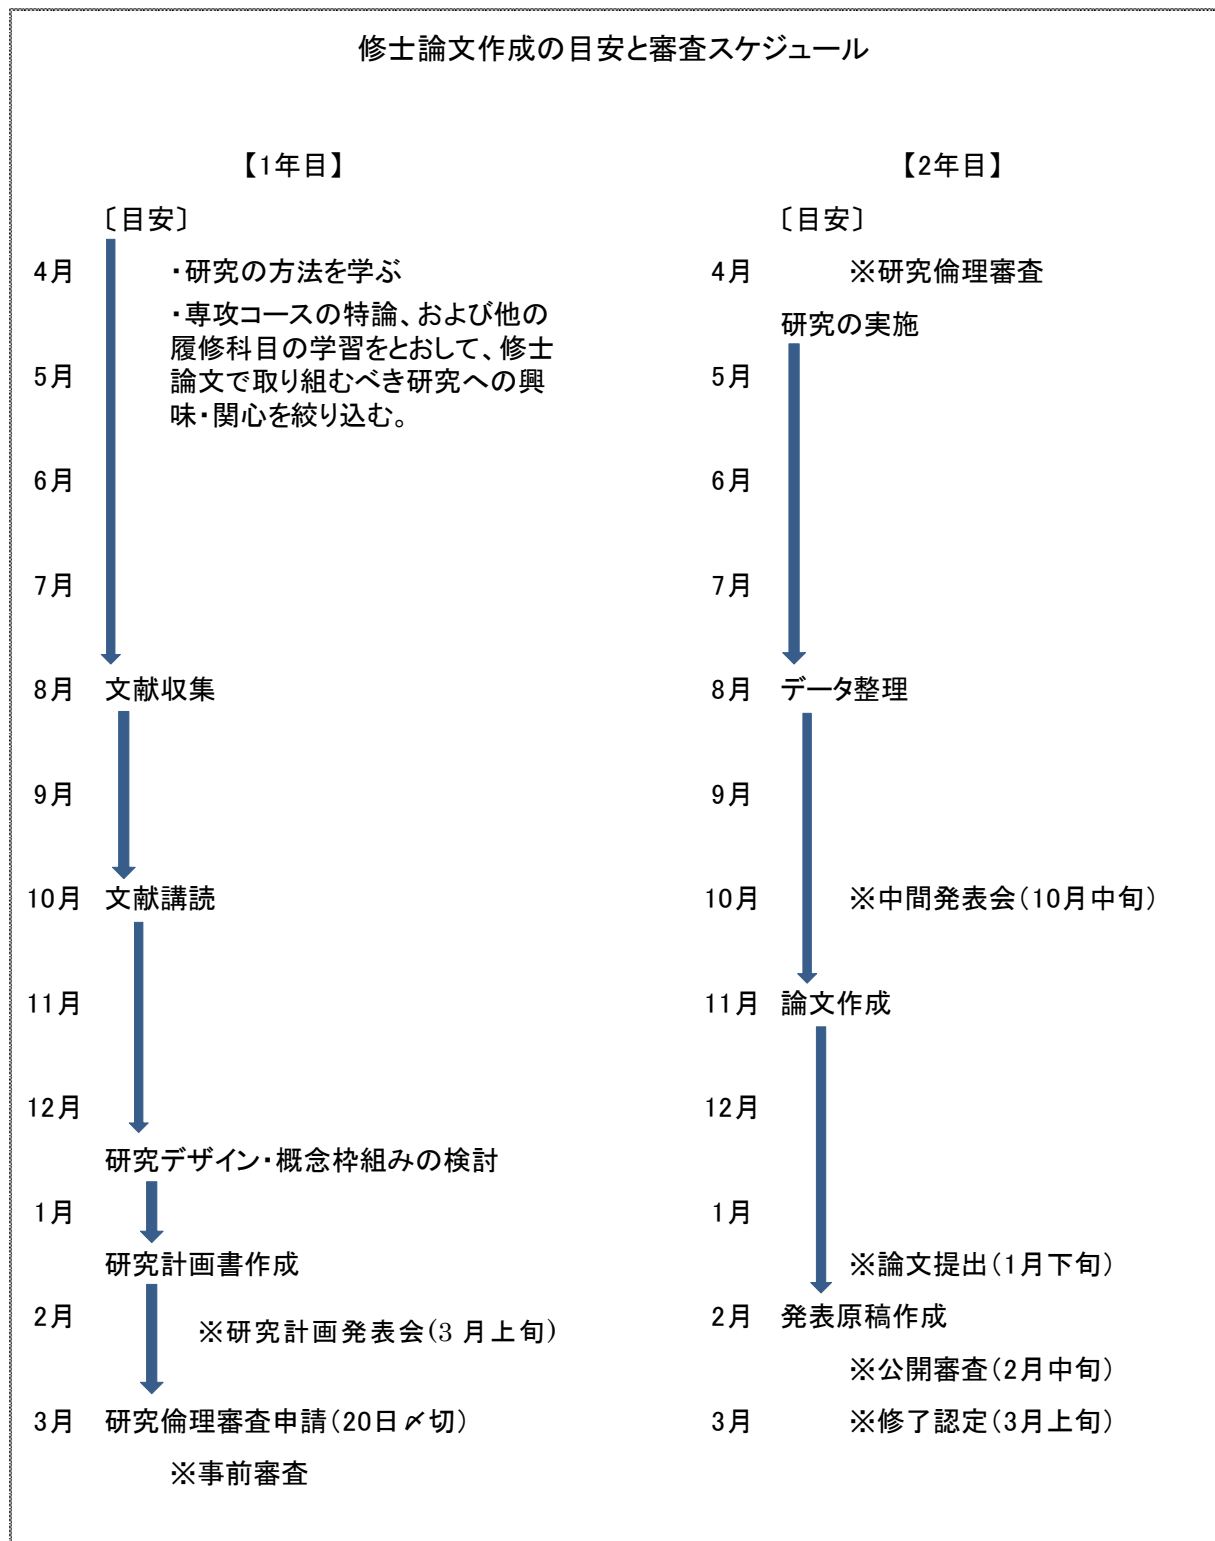 修士論文作成の目安と審査スケジュール
【1年目】
〔目安〕
4月 ・研究の方法を学ぶ
・専攻コースの特論、および他の
履修科目の学習をとおして、修士
5月 論文で取り組むべき研究への興
味・関心を絞り込む。
6月
7月
8月 文献収集
9月
10月 文献講読
11月
12月
研究デザイン・概念枠組みの検討
1月
研究計画書作成
2月
※研究計画発表会(3 月上旬)
3月 研究倫理審査申請(20日〆切)
※事前審査
【2年目】
〔目安〕
4月 ※研究倫理審査
研究の実施
5月
6月
7月
8月 データ整理
9月
10月 ※中間発表会(10月中旬)
11月 論文作成
12月
1月
※論文提出(1月下旬)
2月 発表原稿作成
※公開審査(2月中旬)
3月 ※修了認定(3月上旬)